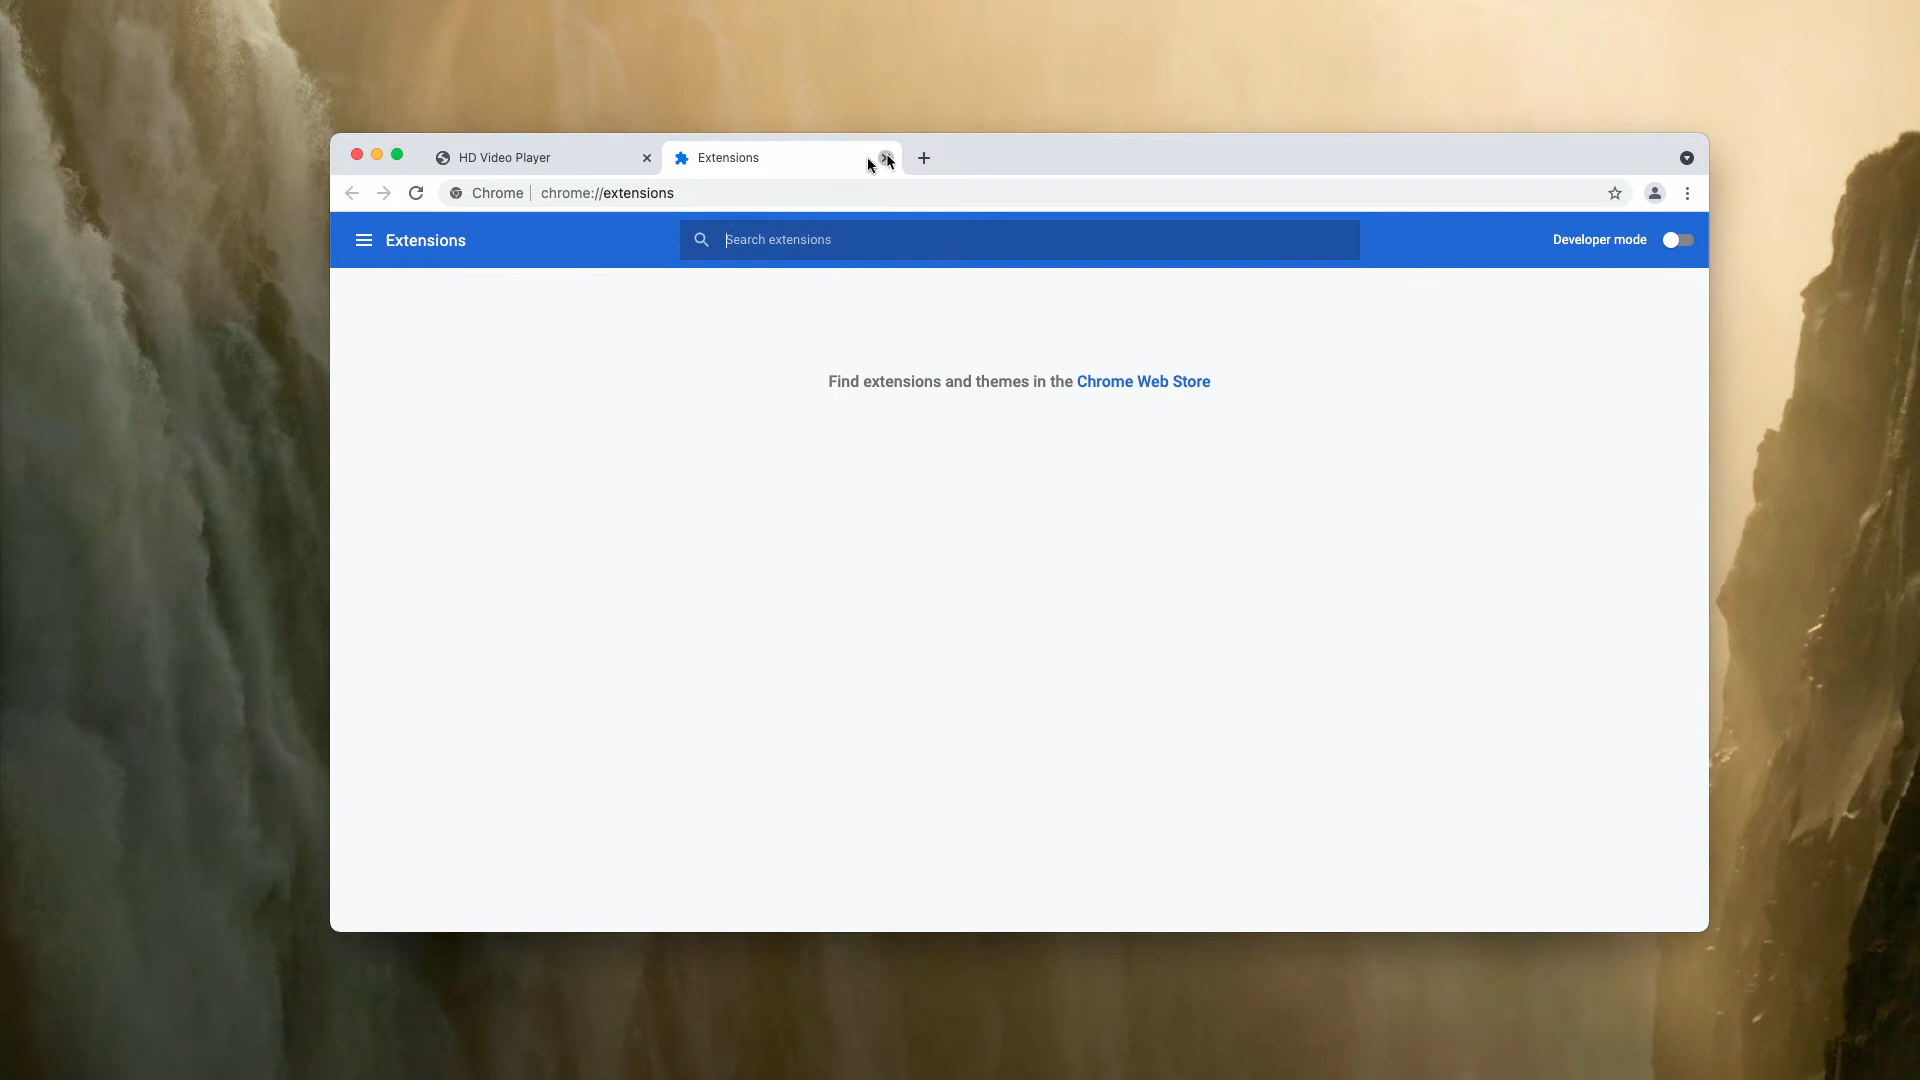 HD Video Player
Extensions
Chrome | chrome://extensions
Extensions
Search extensions
Developer mode
Find extensions and themes in the Chrome Web Store